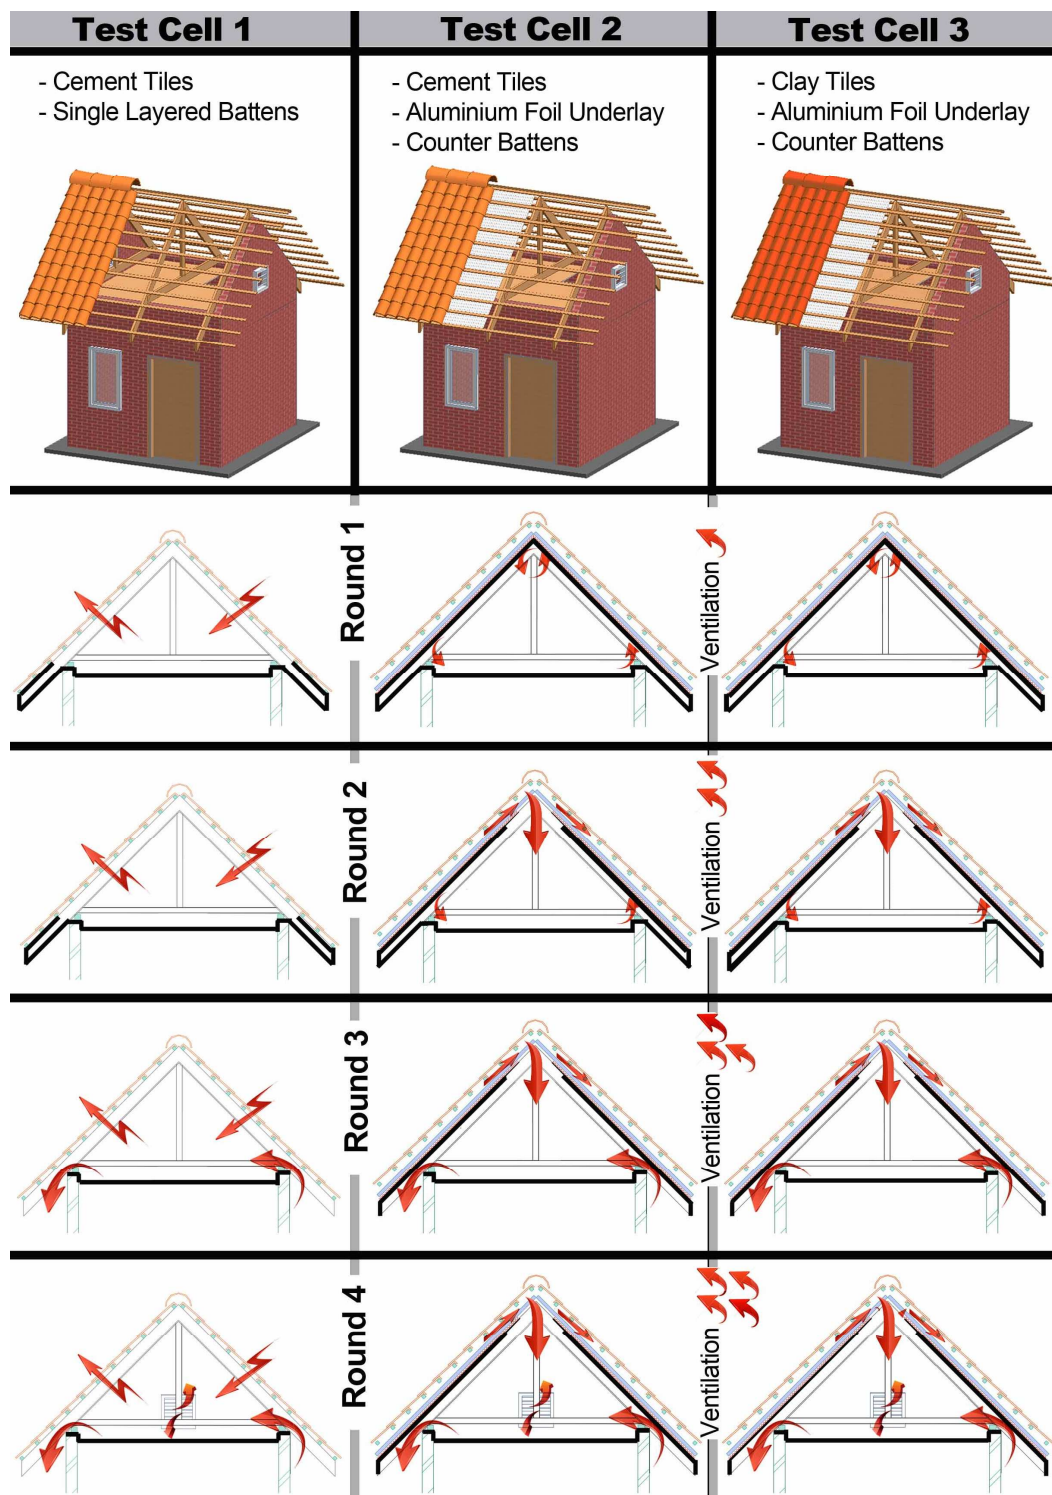 Test Cell 1
Test Cell 2
Test Cell 3
- Cement Tiles
- Single Layered Battens
- Cement Tiles
- Aluminium Foil Underlay
- Counter Battens
- Clay Tiles
- Aluminium Foil Underlay
- Counter Battens
Round 1
Ventilation
Round 2
Ventilation
Round 3
Ventilation
Round 4
Ventilation